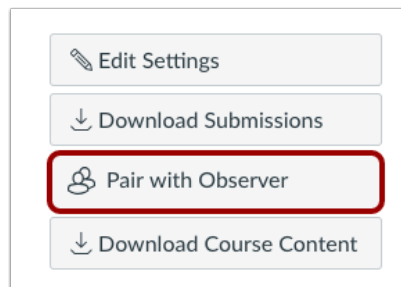 Edit Settings
Download Submissions
Pair with Observer
Download Course Content